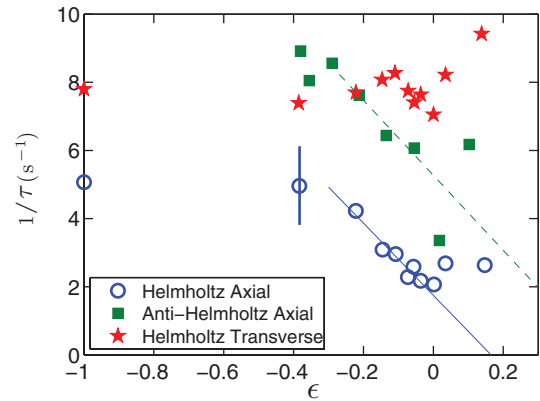 10
8
6
4
2
0
1/τ(s⁻¹)
Helmholtz Axial
Anti−Helmholtz Axial
Helmholtz Transverse
−1 −0.8 −0.6 −0.4 −0.2 0 0.2
ϵ